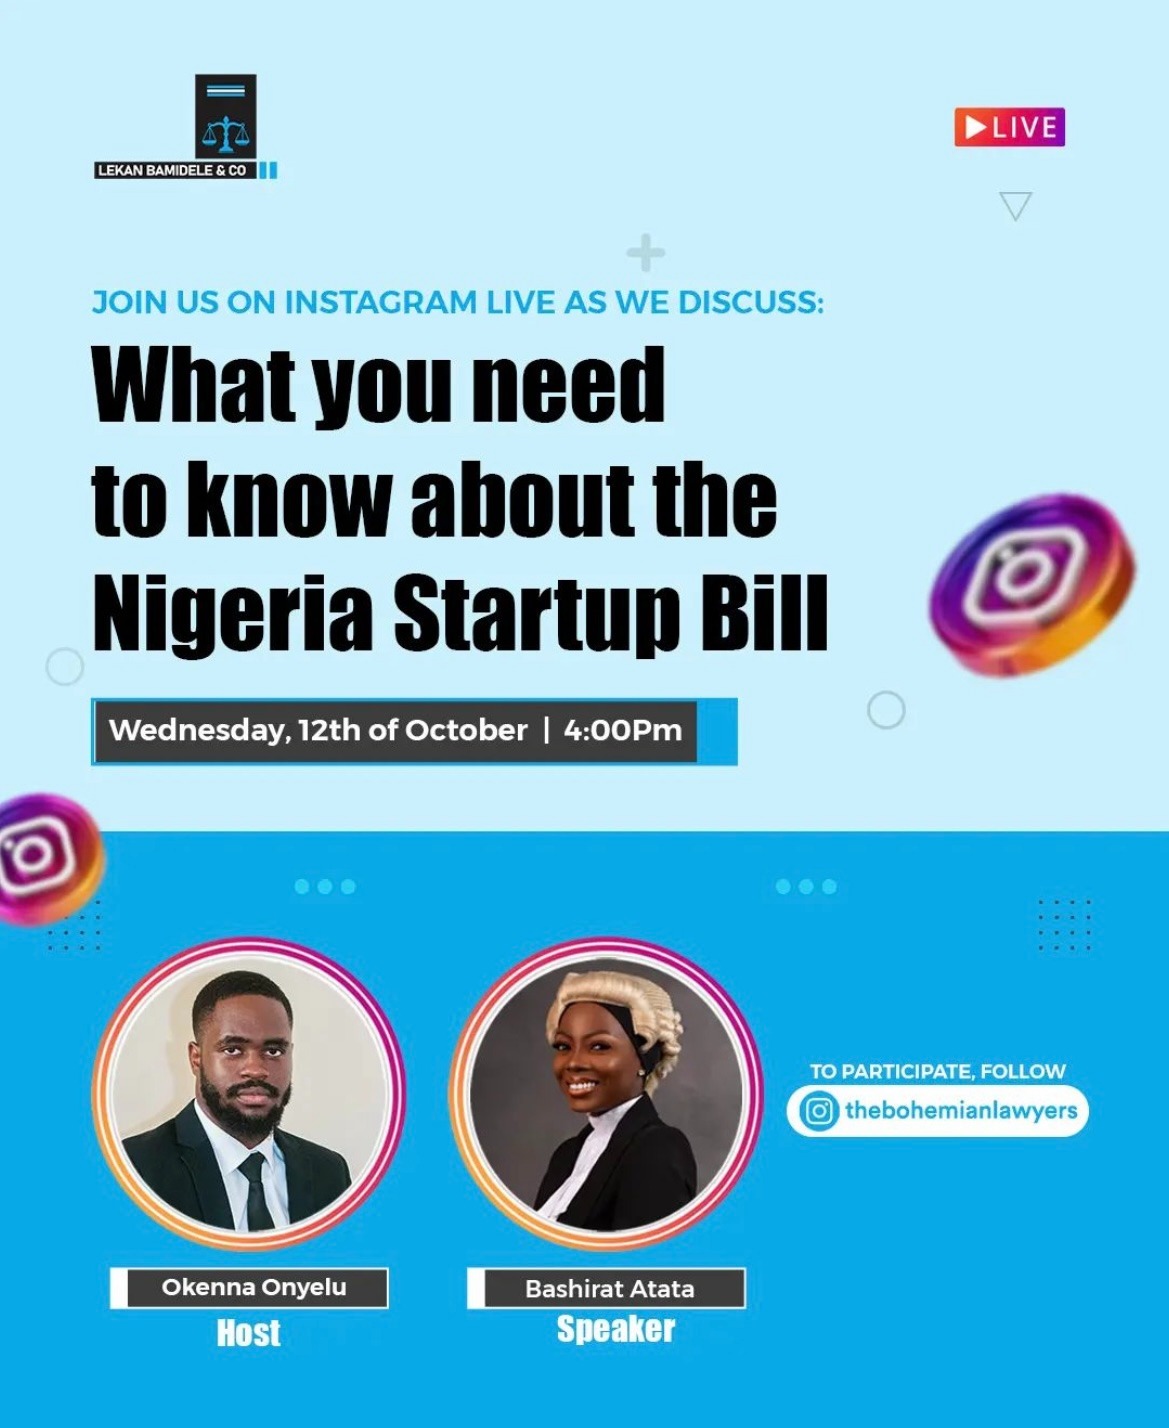 LEKAN BAMIDELE & CO
LIVE
JOIN US ON INSTAGRAM LIVE AS WE DISCUSS:
What you need
to know about the
Nigeria Startup Bill
Wednesday, 12th of October | 4:00Pm
TO PARTICIPATE, FOLLOW
thebohemianlawyers
Okenna Onyelu
Bashirat Atata
Host
Speaker